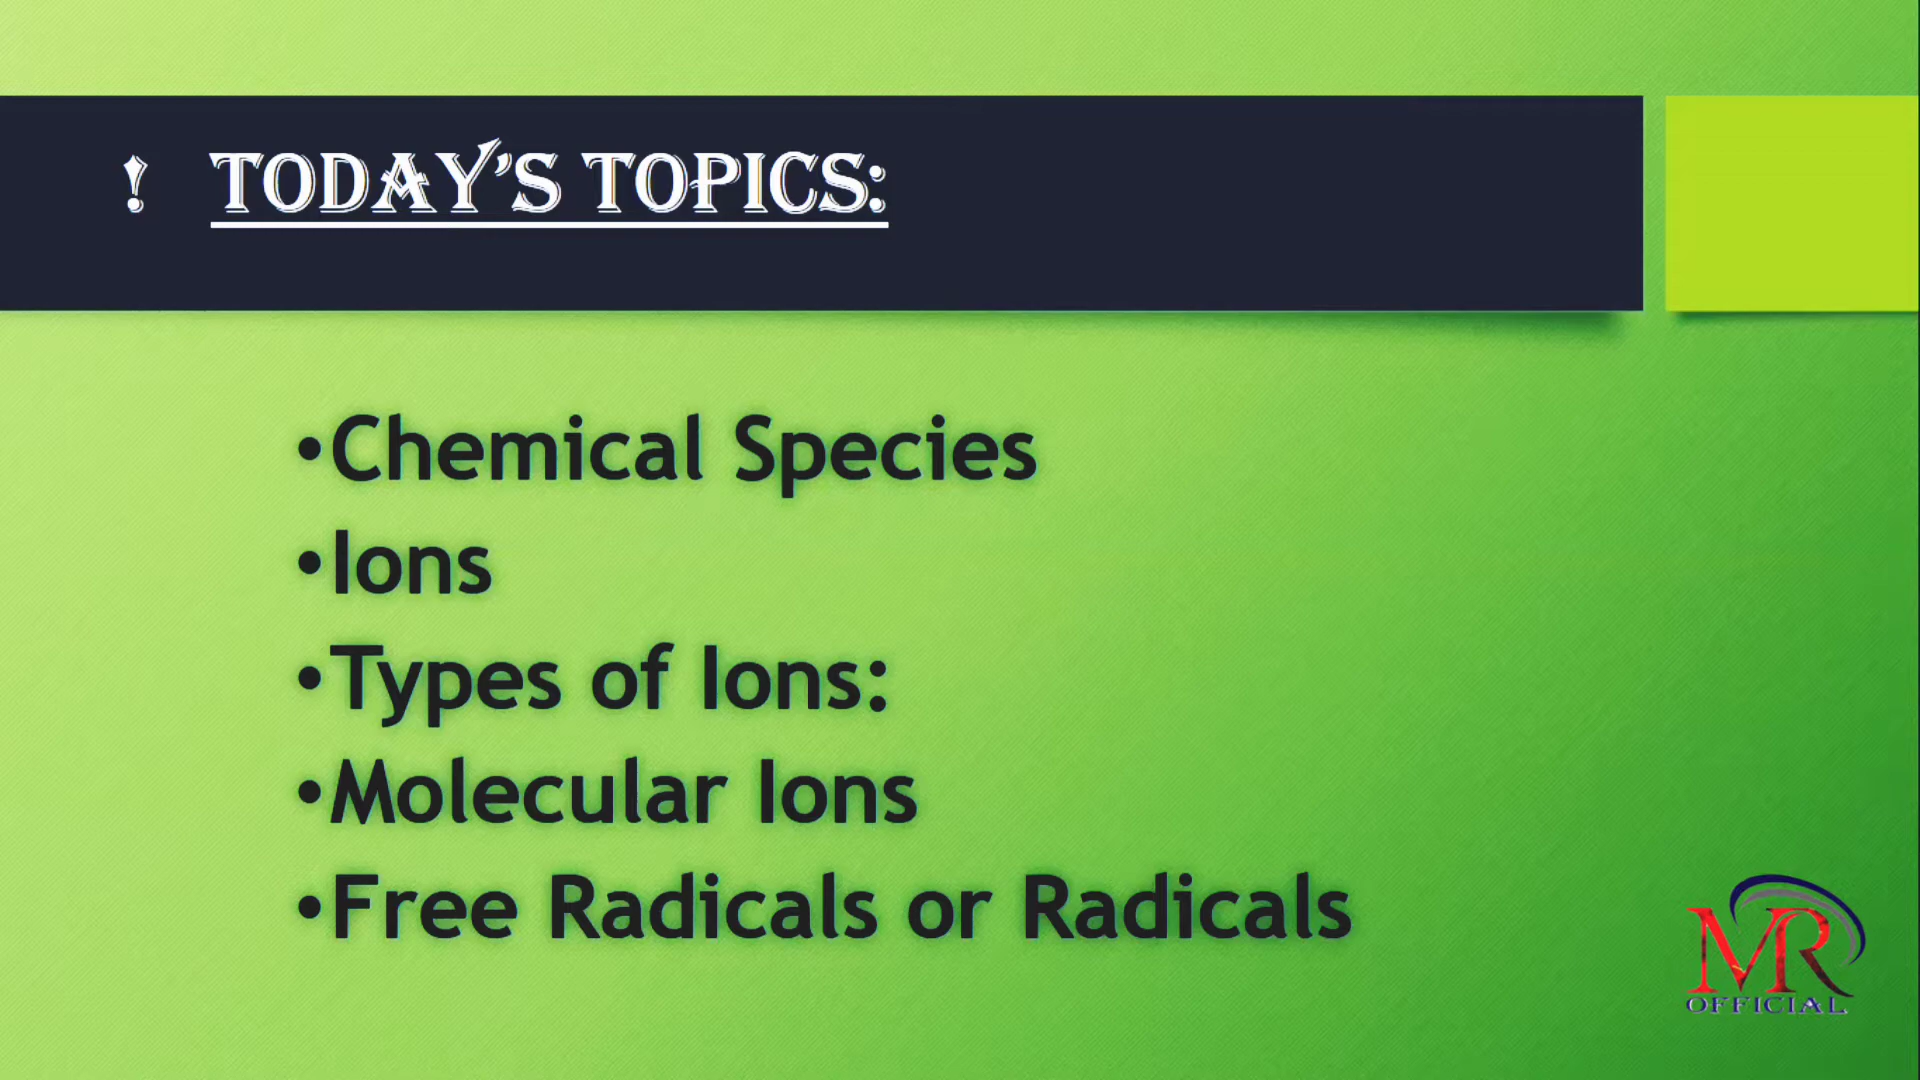 ! TODAY'S TOPICS:
•Chemical Species
•Ions
•Types of Ions:
•Molecular Ions
•Free Radicals or Radicals
MR
OFFICIAL